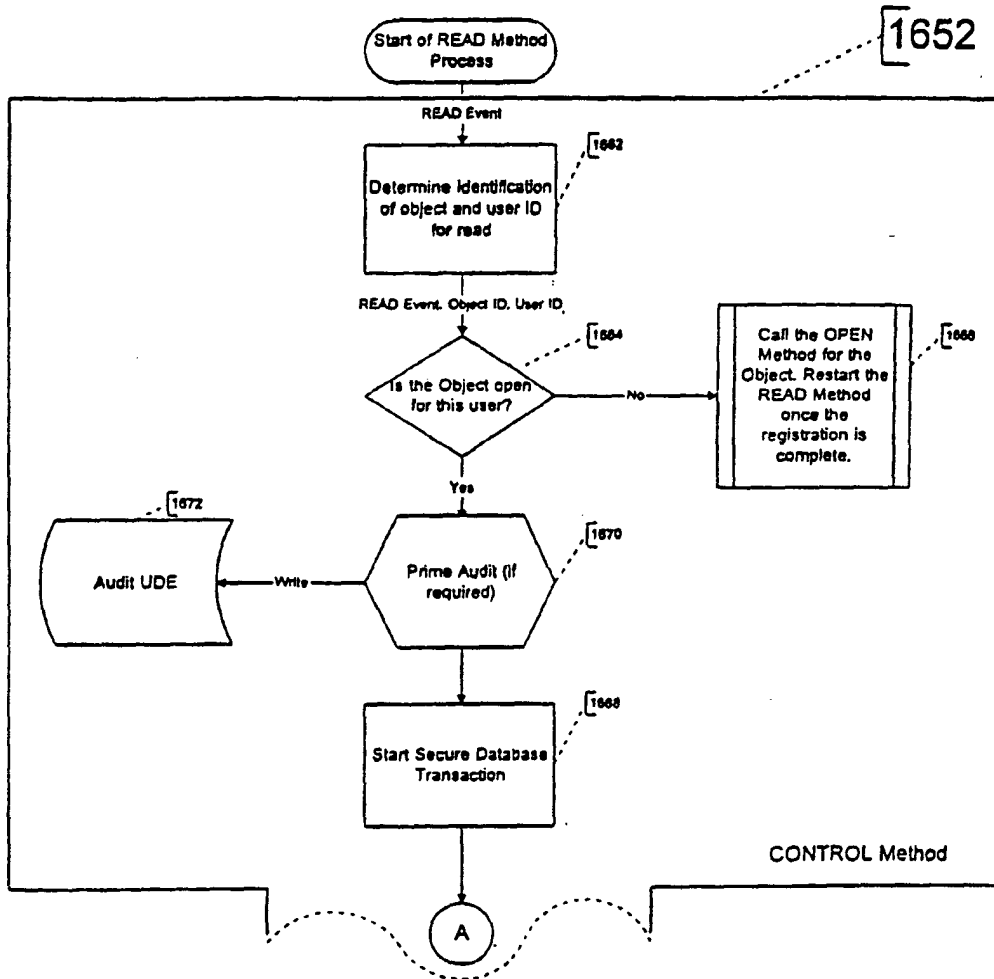 1652
Start of READ Method
Process
READ Event
1662
Determine Identification
of object and user ID
for read
READ Event, Object ID, User ID
1664
Is the Object open
for this user?
No
Call the OPEN
Method for the
Object. Restart the
READ Method
once the
registration is
complete.
Yes
1672
Audit UDE
Write
Prime Audit (if
required)
1670
Start Secure Database
Transaction
CONTROL Method
A